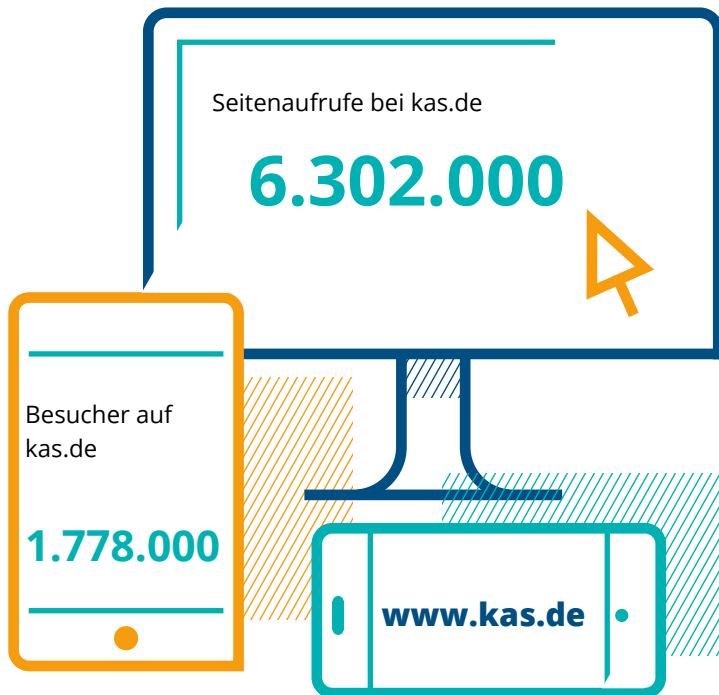 Seitenaufrufe bei kas.de
6.302.000
Besucher auf
kas.de
1.778.000
www.kas.de